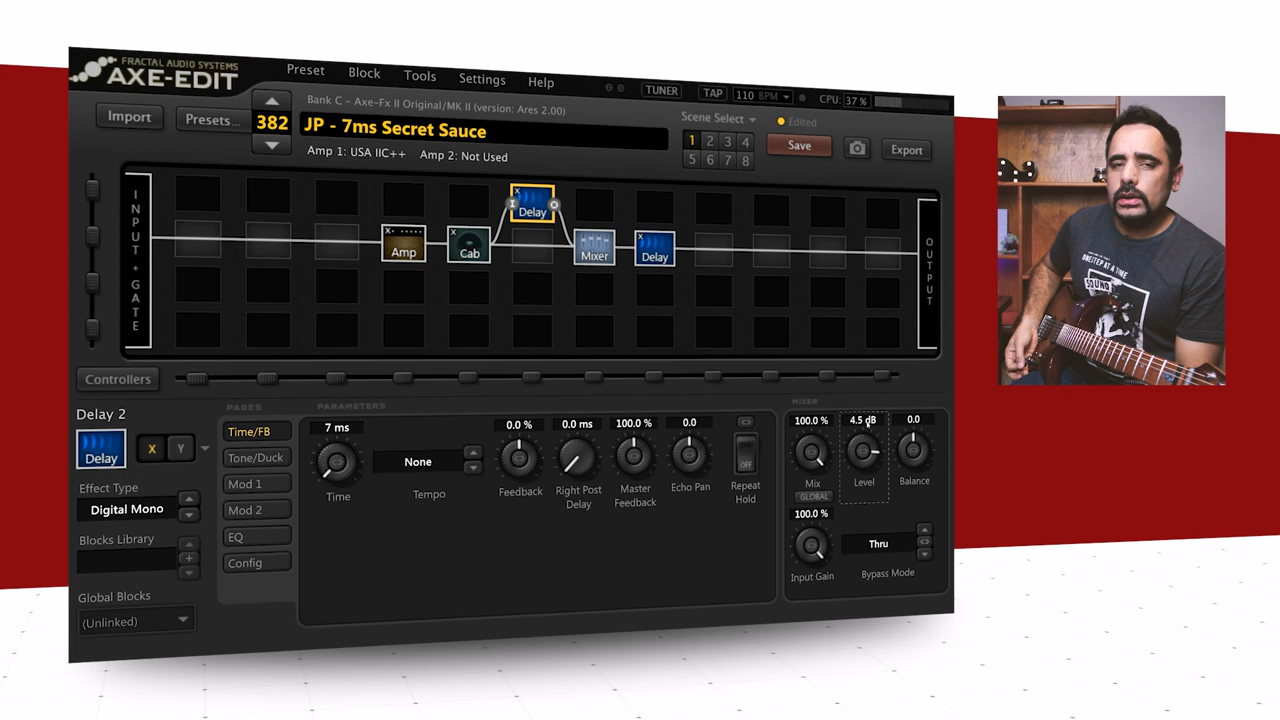 FRACTAL AUDIO SYSTEMS
AXE-EDIT
Preset Block Tools Settings Help
TUNER TAP 110 BPM CPU: 37 %
Import Presets...
382
Bank C - Axe-Fx II Original/MK II (version: Ares 2.00)
JP - 7ms Secret Sauce
Amp 1: USA IIC++ Amp 2: Not Used
Scene Select
1 2 3 4
5 6 7 8
Edited
Save
Export
INPUT • GATE
Delay
Amp
Cab
Mixer
Delay
OUTPUT
Controllers
Delay 2
Delay
X Y
Effect Type
Digital Mono
Blocks Library
Global Blocks
(Unlinked)
PAGES
Time/FB
Tone/Duck
Mod 1
Mod 2
EQ
Config
PARAMETERS
7 ms
Time
None
Tempo
0.0 %
Feedback
0.0 ms
Right Post
Delay
100.0 %
Master
Feedback
0.0
Echo Pan
OFF
Repeat
Hold
MIXER
100.0 %
Mix
GLOBAL
4.5 dB
Level
0.0
Balance
100.0 %
Input Gain
Thru
Bypass Mode
ONE STEP AT A TIME
SQUND